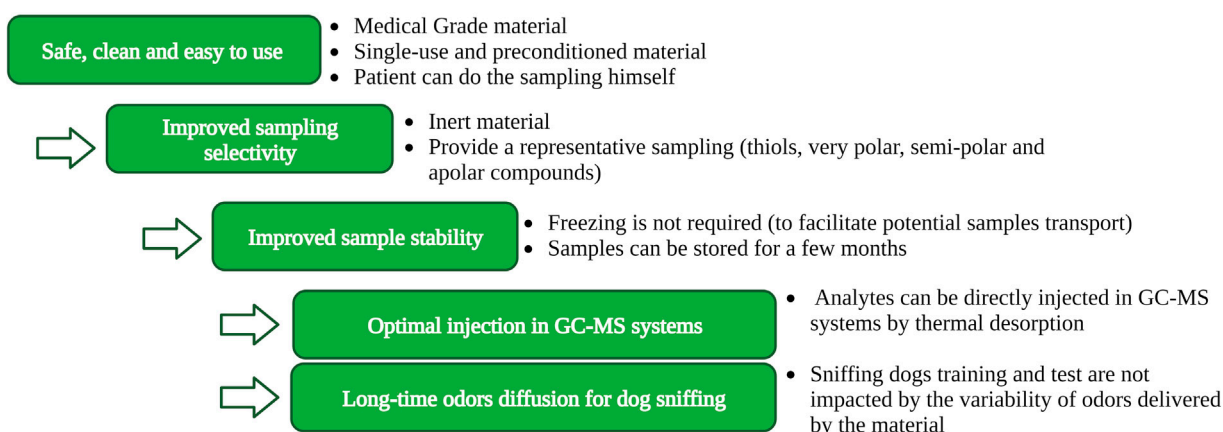 Safe, clean and easy to use
• Medical Grade material
• Single-use and preconditioned material
• Patient can do the sampling himself
Improved sampling
selectivity
• Inert material
• Provide a representative sampling (thiols, very polar, semi-polar and
apolar compounds)
Improved sample stability
• Freezing is not required (to facilitate potential samples transport)
• Samples can be stored for a few months
Optimal injection in GC-MS systems
• Analytes can be directly injected in GC-MS
systems by thermal desorption
Long-time odors diffusion for dog sniffing
• Sniffing dogs training and test are not
impacted by the variability of odors delivered
by the material